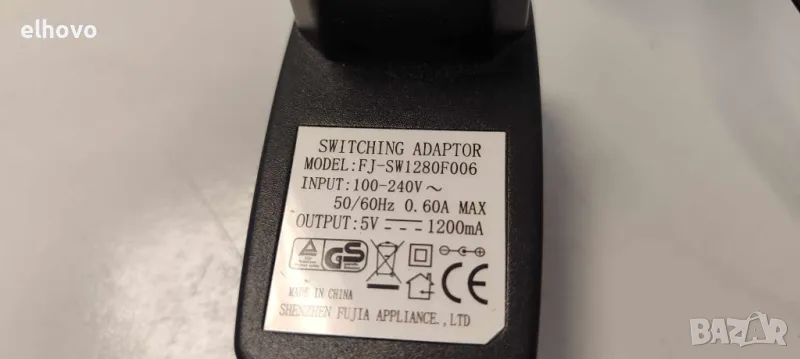 elhovo
SWITCHING ADAPTOR
MODEL:FJ-SW1280F006
INPUT:100-240V～
50/60Hz 0.60A MAX
OUTPUT:5V⎓1200mA
GS
CE
MADE IN CHINA
SHENZHEN FUJIA APPLIANCE.,LTD
BAZAR